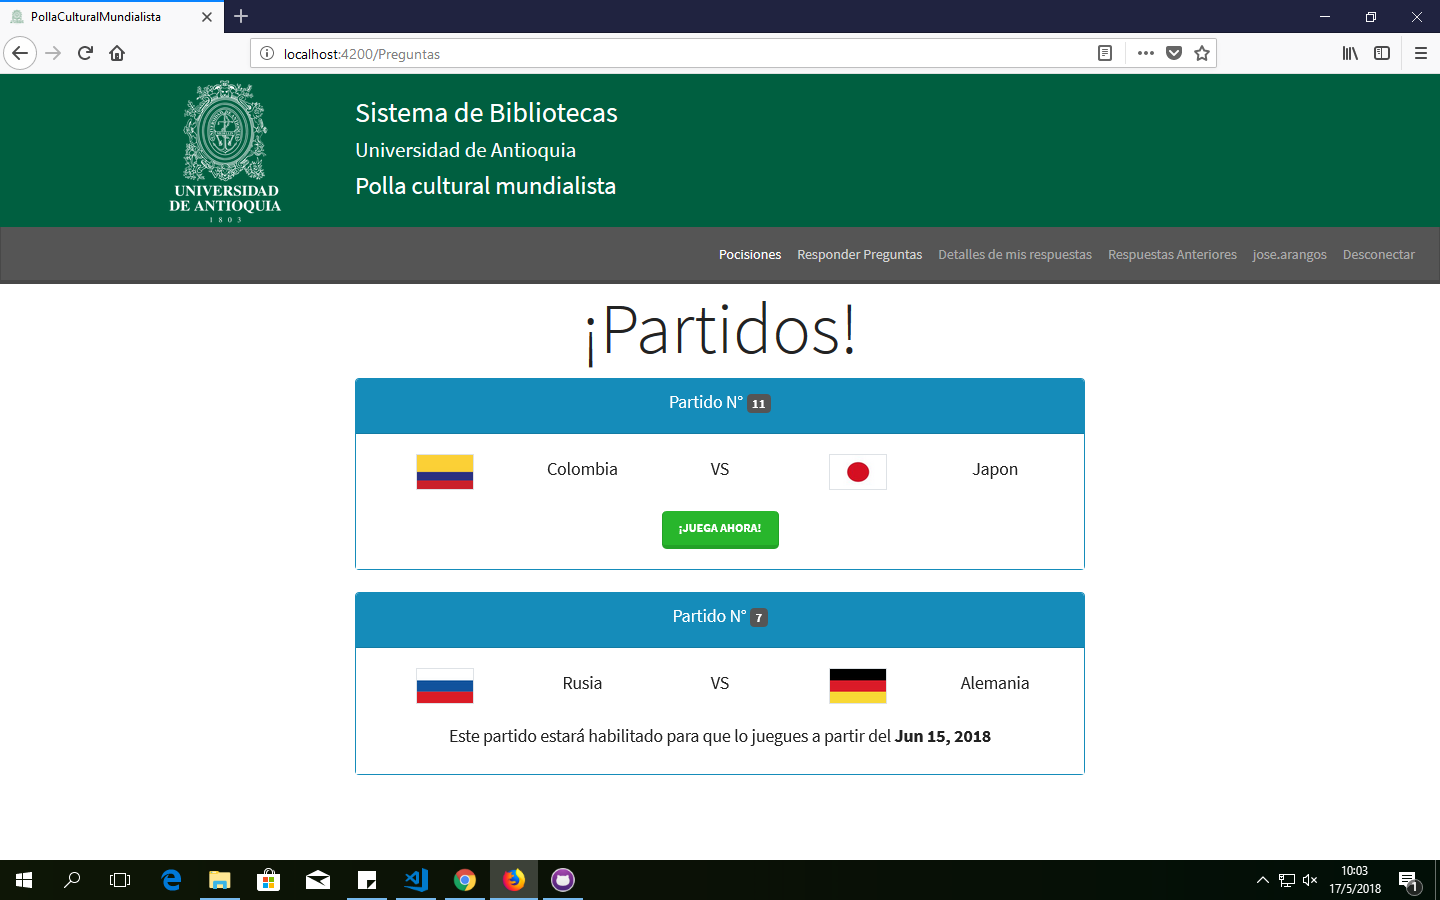 PollaCulturalMundialista
localhost:4200/Preguntas
UNIVERSIDAD
DE ANTIOQUIA
1803
Sistema de Bibliotecas
Universidad de Antioquia
Polla cultural mundialista
Pocisiones Responder Preguntas Detalles de mis respuestas Respuestas Anteriores jose.arangos Desconectar
¡Partidos!
Partido N° 11
Colombia VS Japon
¡JUEGA AHORA!
Partido N° 7
Rusia VS Alemania
Este partido estará habilitado para que lo juegues a partir del Jun 15, 2018
10:03
17/5/2018
1